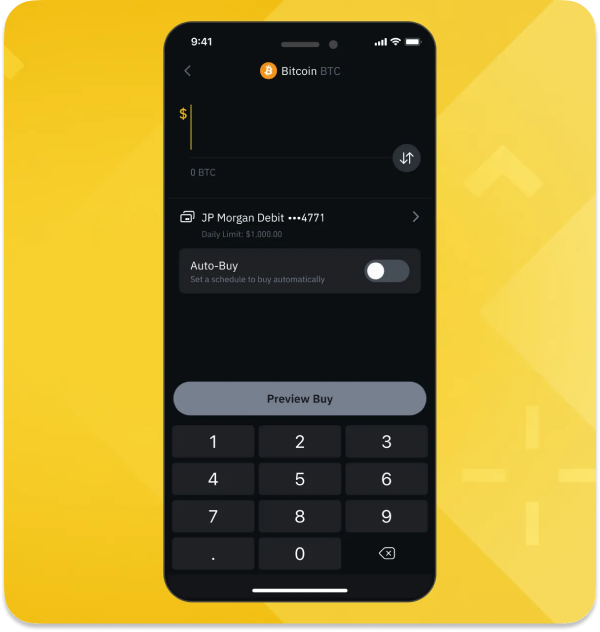 9:41
Bitcoin BTC
$
0 BTC
JP Morgan Debit •••4771
Daily Limit: $1,000.00
Auto-Buy
Set a schedule to buy automatically
Preview Buy
1 2 3
4 5 6
7 8 9
. 0